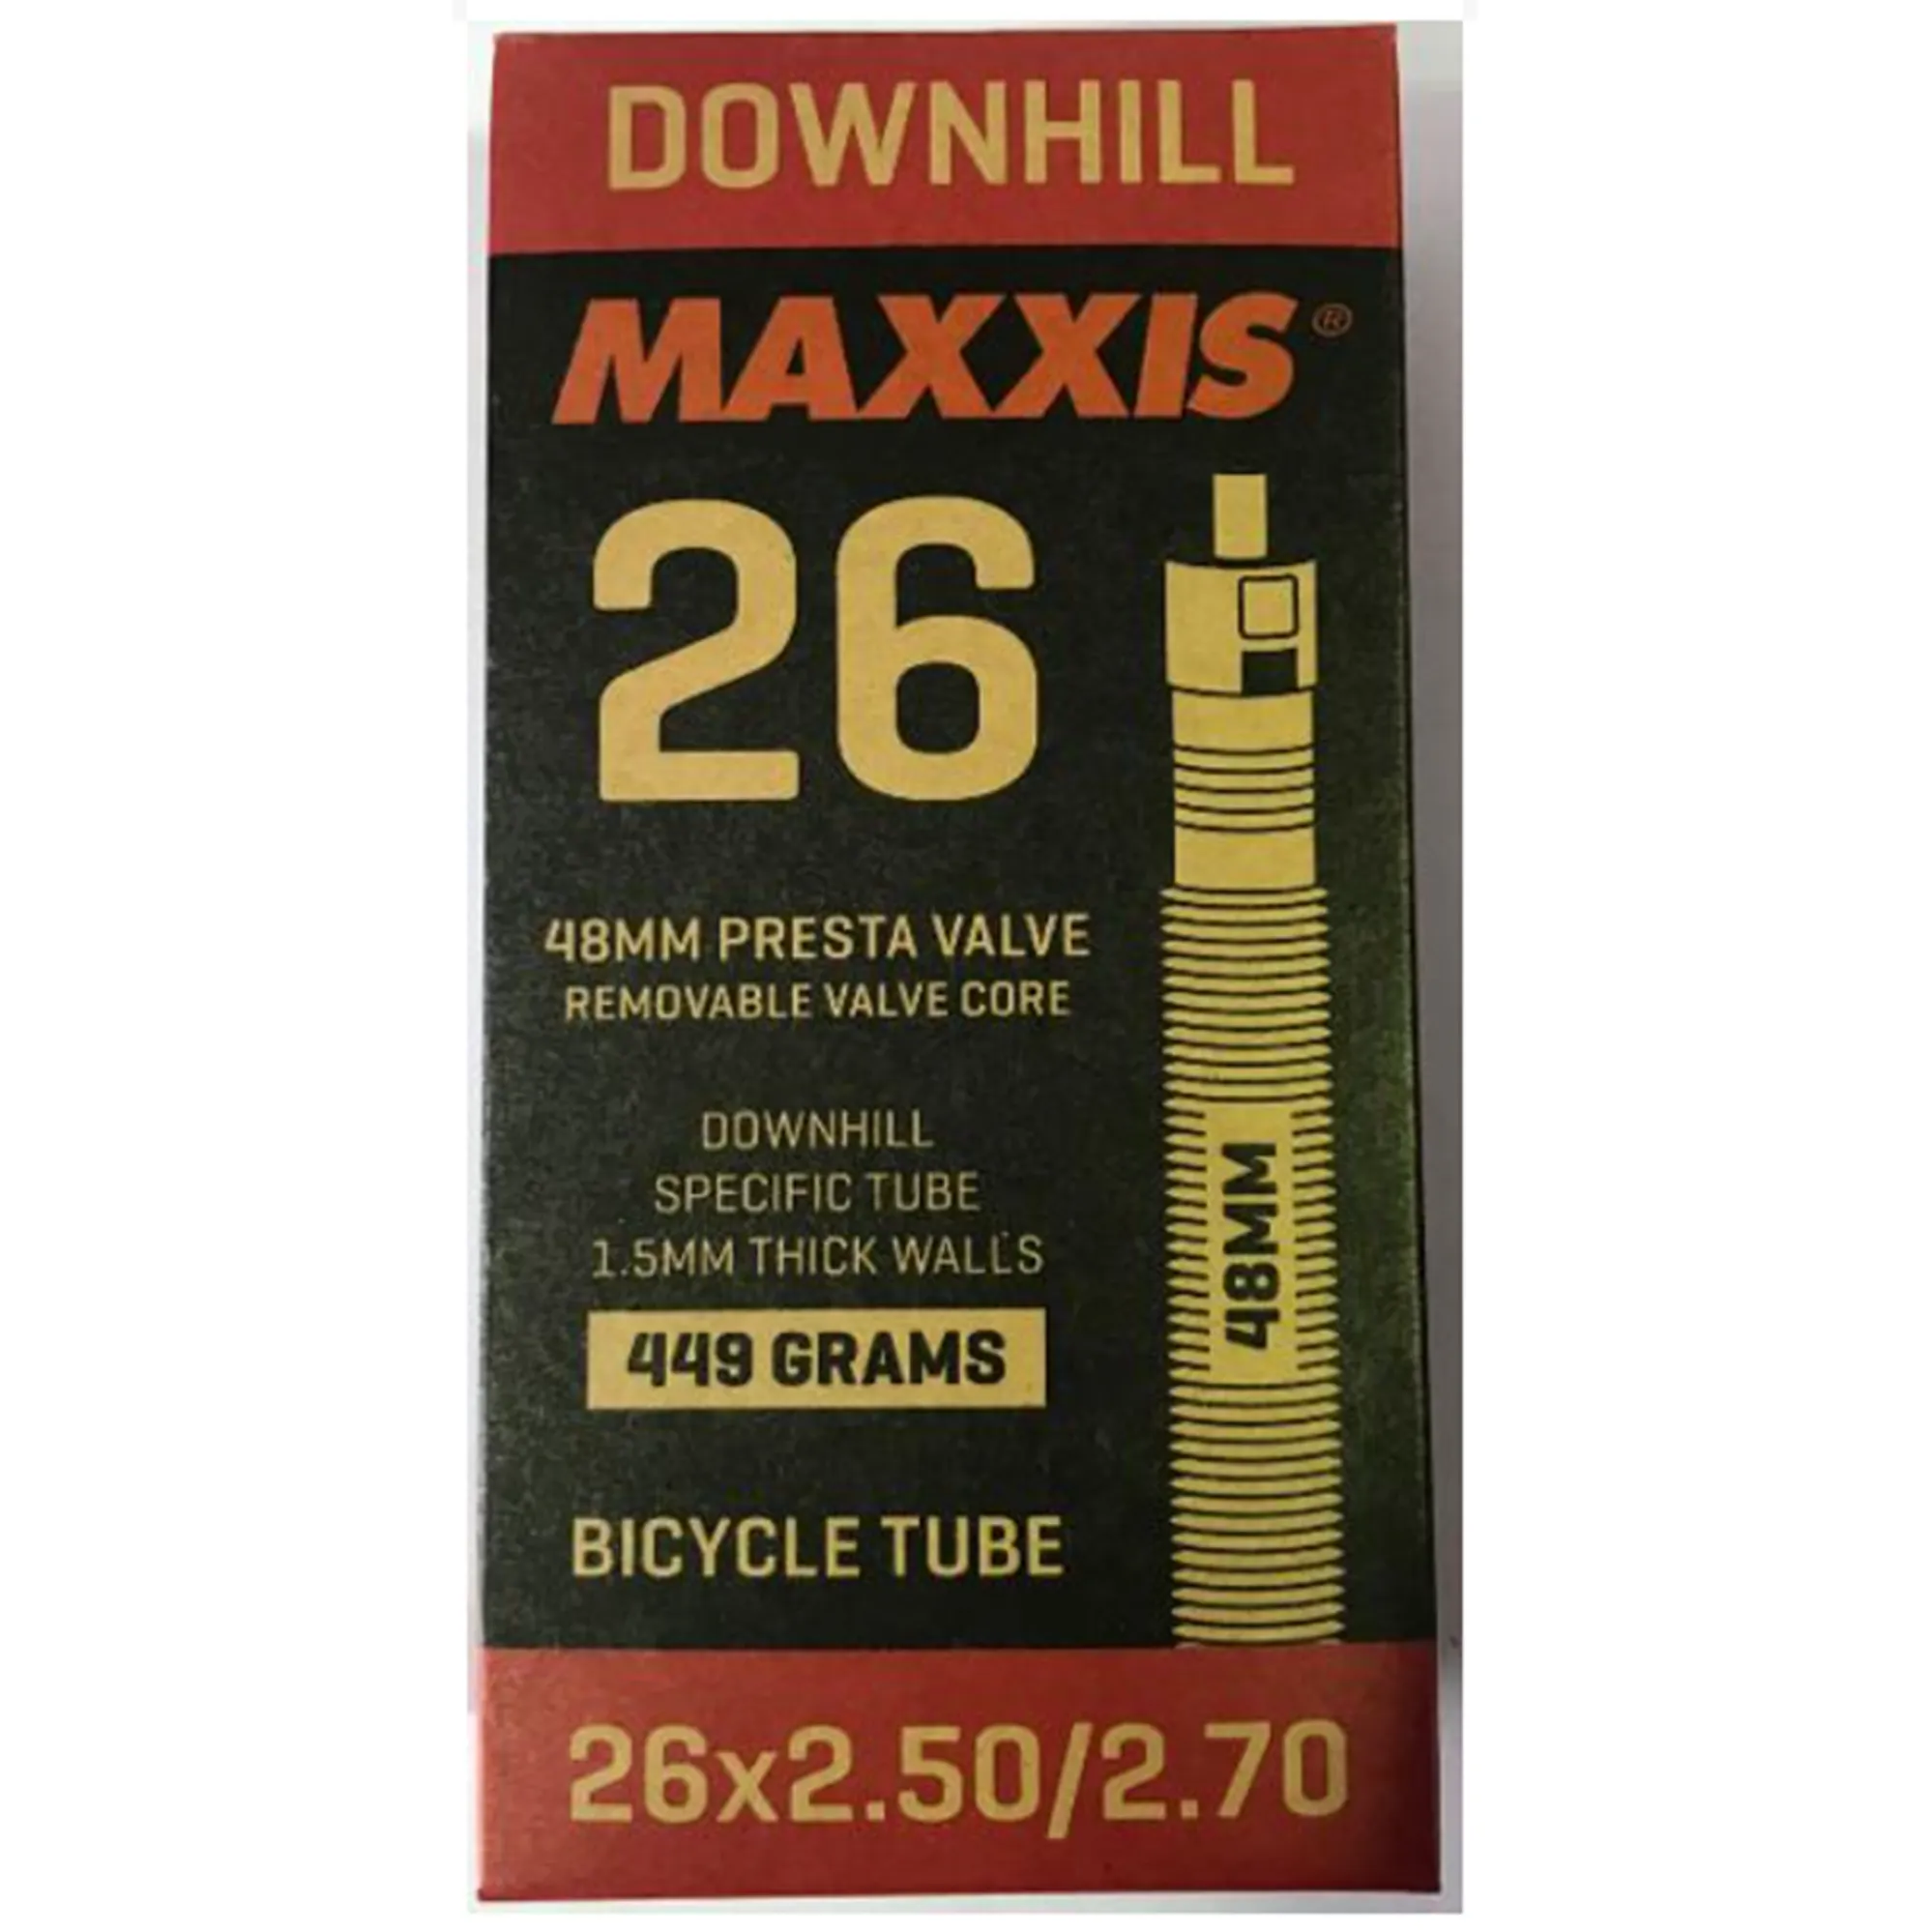 DOWNHILL
MAXXIS®
26
48MM PRESTA VALVE
REMOVABLE VALVE CORE
DOWNHILL
SPECIFIC TUBE
1.5MM THICK WALLS
449 GRAMS
48MM
BICYCLE TUBE
26x2.50/2.70